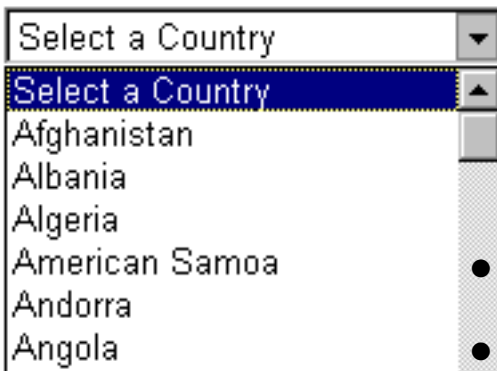 Select a Country
Select a Country
Afghanistan
Albania
Algeria
American Samoa
Andorra
Angola